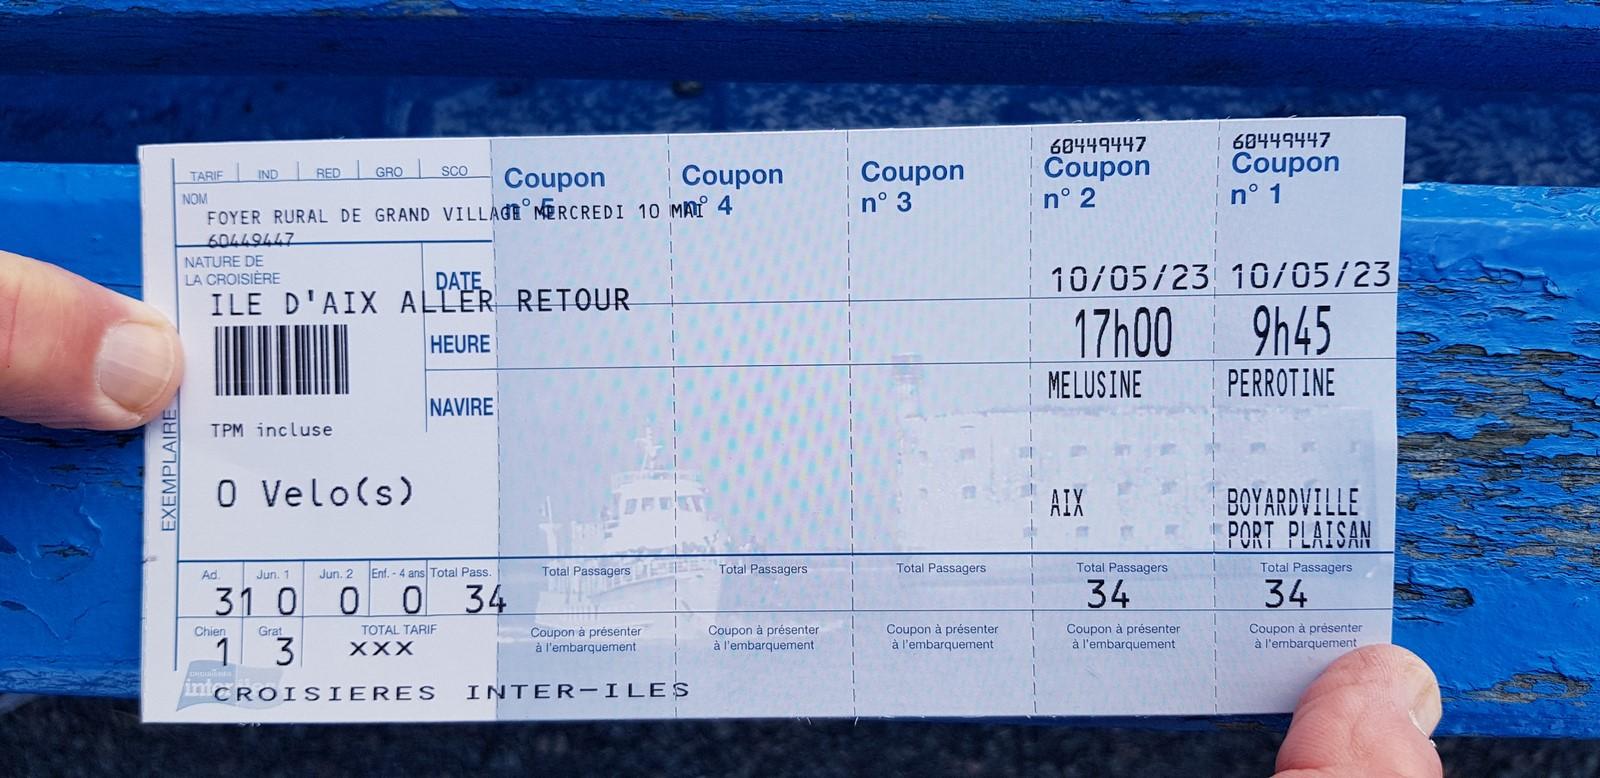 TARIF IND RED GRO SCO
NOM
FOYER RURAL DE GRAND VILLAGE MERCREDI 10 MAI
60449447
NATURE DE
LA CROISIÈRE
ILE D'AIX ALLER RETOUR
DATE
HEURE
NAVIRE
TPM incluse
0 Velo(s)
EXEMPLAIRE
Ad. Jun. 1 Jun. 2 Enf. - 4 ans Total Pass.
31 0 0 0 34
Chien Grat TOTAL TARIF
1 3 XXX
CROISIERES INTER-ILES
Coupon
n° 5
Total Passagers
Coupon à présenter
à l'embarquement
Coupon
n° 4
Total Passagers
Coupon à présenter
à l'embarquement
Coupon
n° 3
Total Passagers
Coupon à présenter
à l'embarquement
60449447
Coupon
n° 2
10/05/23
17h00
MELUSINE
AIX
Total Passagers
34
Coupon à présenter
à l'embarquement
60449447
Coupon
n° 1
10/05/23
9h45
PERROTINE
BOYARDVILLE
PORT PLAISAN
Total Passagers
34
Coupon à présenter
à l'embarquement